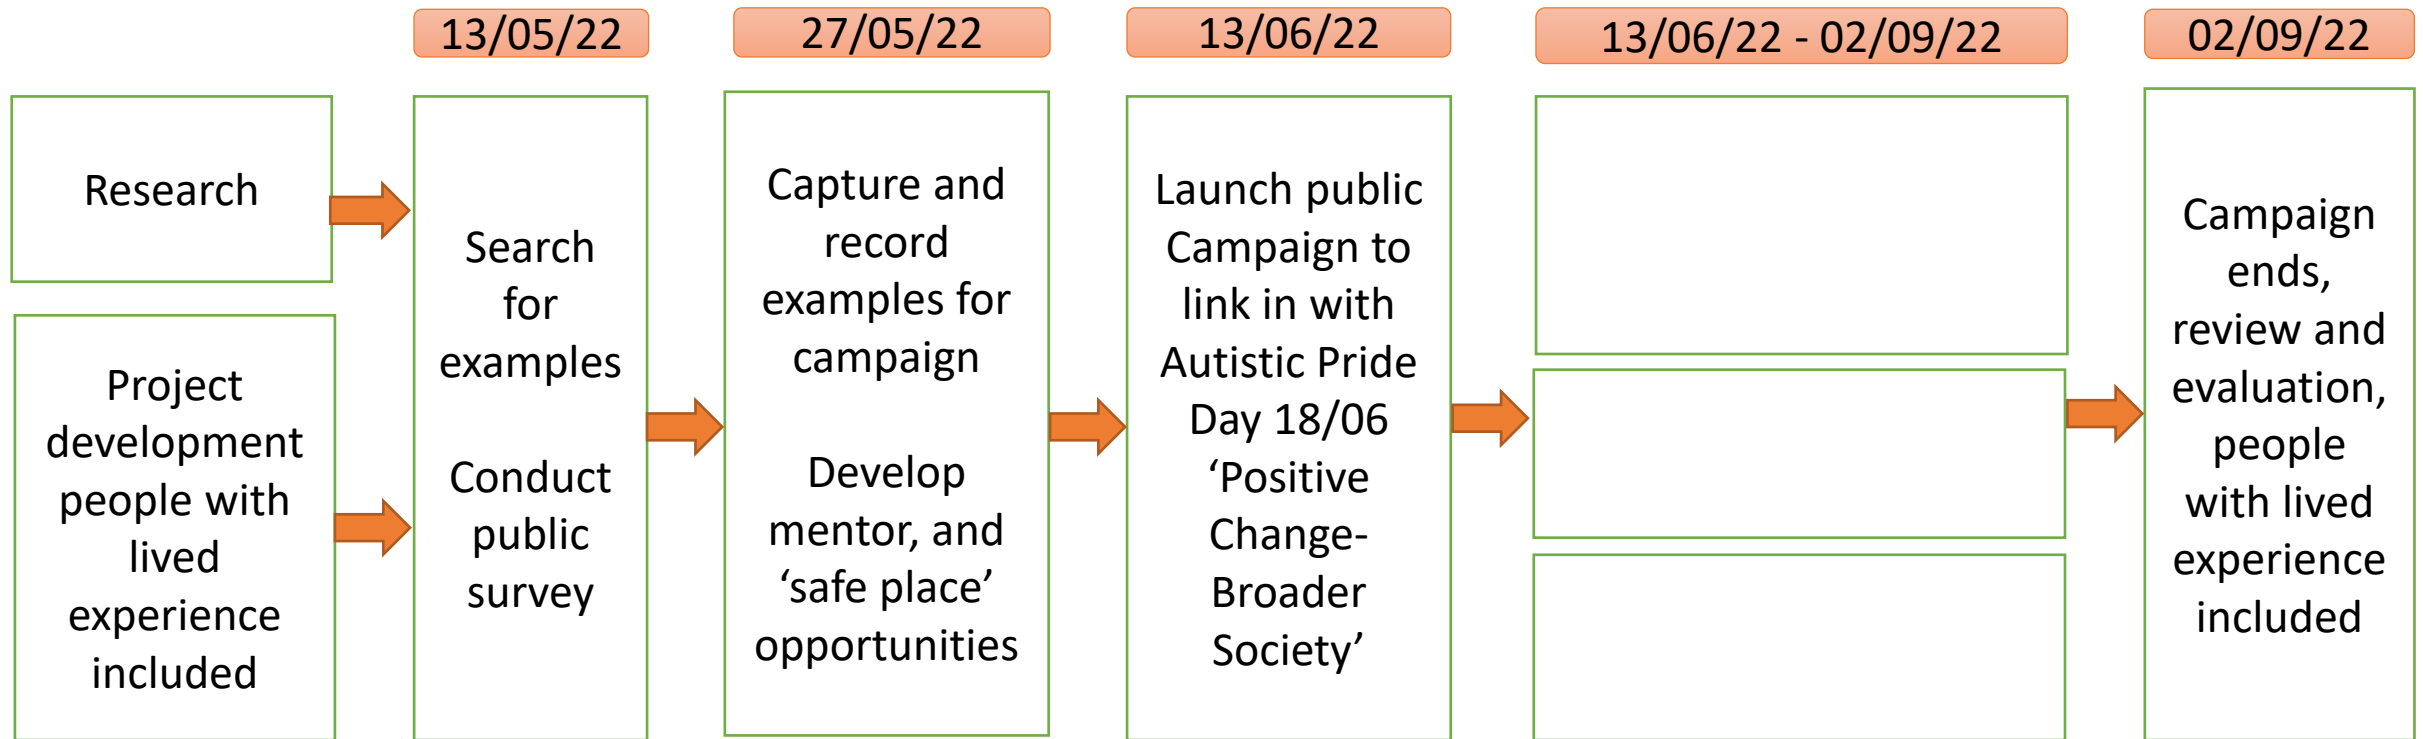 13/05/22
27/05/22
13/06/22
13/06/22 - 02/09/22
02/09/22
Research
Project
development
people with
lived
experience
included
Search
for
examples
Conduct
public
survey
Capture and
record
examples for
campaign
Develop
mentor, and
‘safe place’
opportunities
Launch public
Campaign to
link in with
Autistic Pride
Day 18/06
‘Positive
Change-
Broader
Society’
Campaign
ends,
review and
evaluation,
people
with lived
experience
included